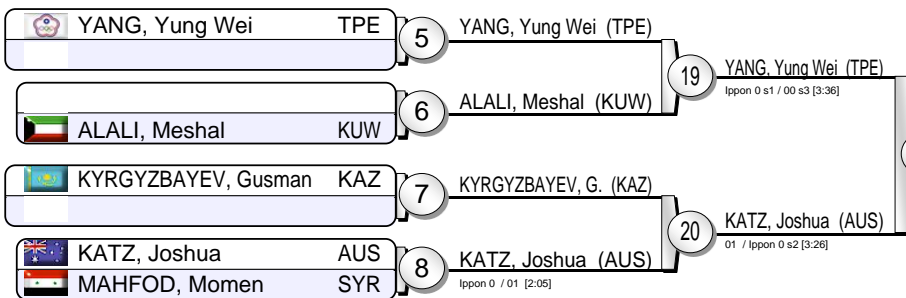 YANG, Yung Wei TPE
5
YANG, Yung Wei (TPE)
19
YANG, Yung Wei (TPE)
Ippon 0 s1 / 00 s3 [3:36]
6
ALALI, Meshal (KUW)
ALALI, Meshal KUW
KYRGYZBAYEV, Gusman KAZ
7
KYRGYZBAYEV, G. (KAZ)
20
KATZ, Joshua (AUS)
01 / Ippon 0 s2 [3:26]
KATZ, Joshua AUS
8
KATZ, Joshua (AUS)
Ippon 0 / 01 [2:05]
MAHFOD, Momen SYR